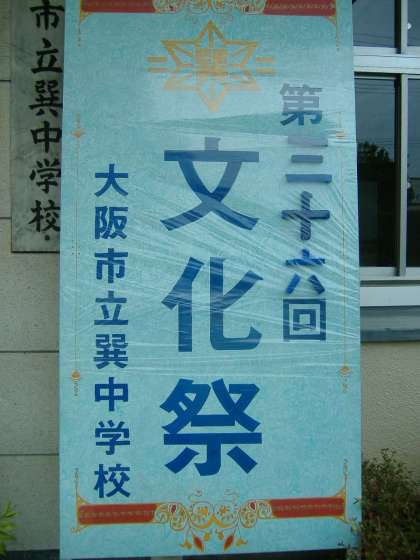 第三十六回
文化祭
大阪市立巽中学校
市立巽中学校